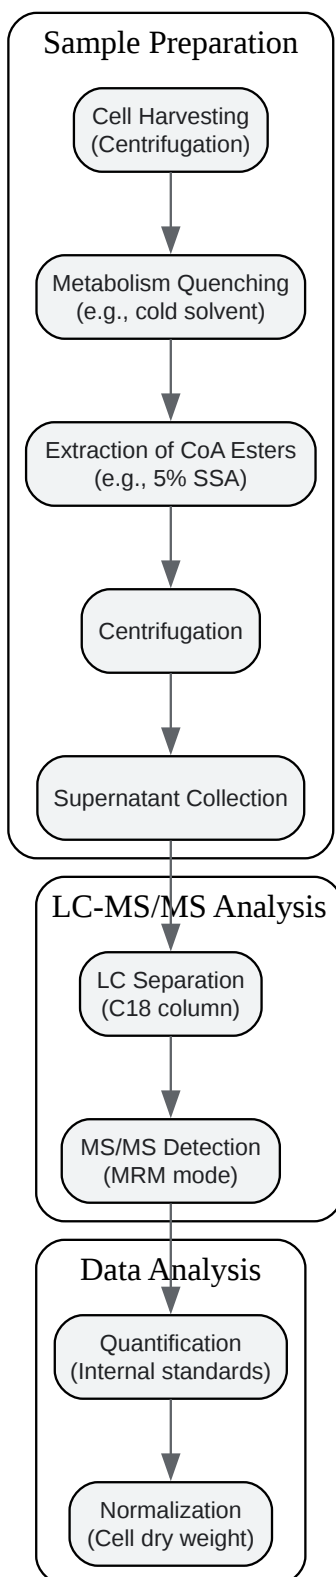 Sample Preparation
Cell Harvesting
(Centrifugation)
Metabolism Quenching
(e.g., cold solvent)
Extraction of CoA Esters
(e.g., 5% SSA)
Centrifugation
Supernatant Collection
LC-MS/MS Analysis
LC Separation
(C18 column)
MS/MS Detection
(MRM mode)
Data Analysis
Quantification
(Internal standards)
Normalization
(Cell dry weight)